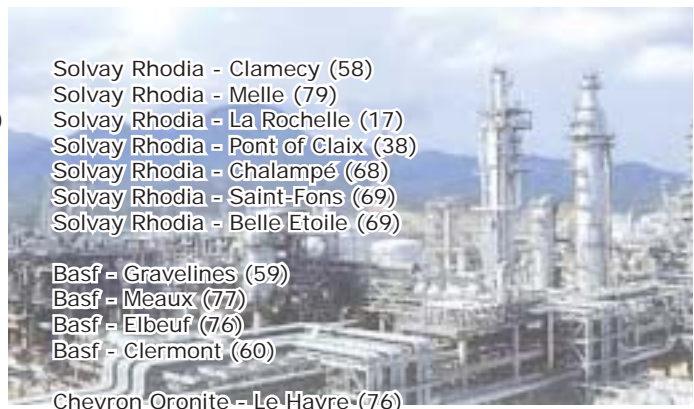 Solvay Rhodia - Clamecy (58)
Solvay Rhodia - Melle (79)
)
Solvay Rhodia - La Rochelle (17)
Solvay Rhodia - Pont of Claix (38)
Solvay Rhodia - Chalampé (68)
Solvay Rhodia - Saint-Fons (69)
Solvay Rhodia - Belle Etoile (69)
Basf - Gravelines (59)
Basf - Meaux (77)
Basf - Elbeuf (76)
Basf - Clermont (60)
Chevron Oronite - Le Havre (76)